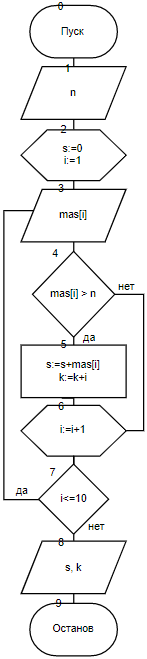 0
Пуск
1
n
2
s:=0
i:=1
3
mas[i]
4
mas[i] > n
нет
да
5
s:=s+mas[i]
k:=k+i
6
i:=i+1
7
i<=10
да
нет
8
s, k
9
Останов